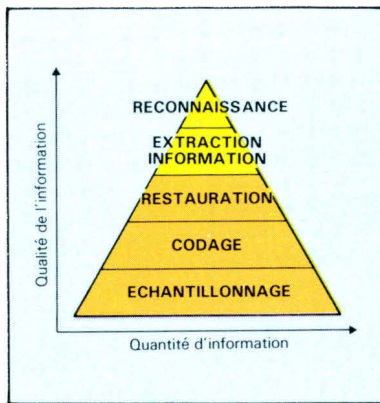 RECONNAISSANCE
EXTRACTION
INFORMATION
RESTAURATION
CODAGE
ECHANTILLONNAGE
Qualité de l'information
Quantité d'information